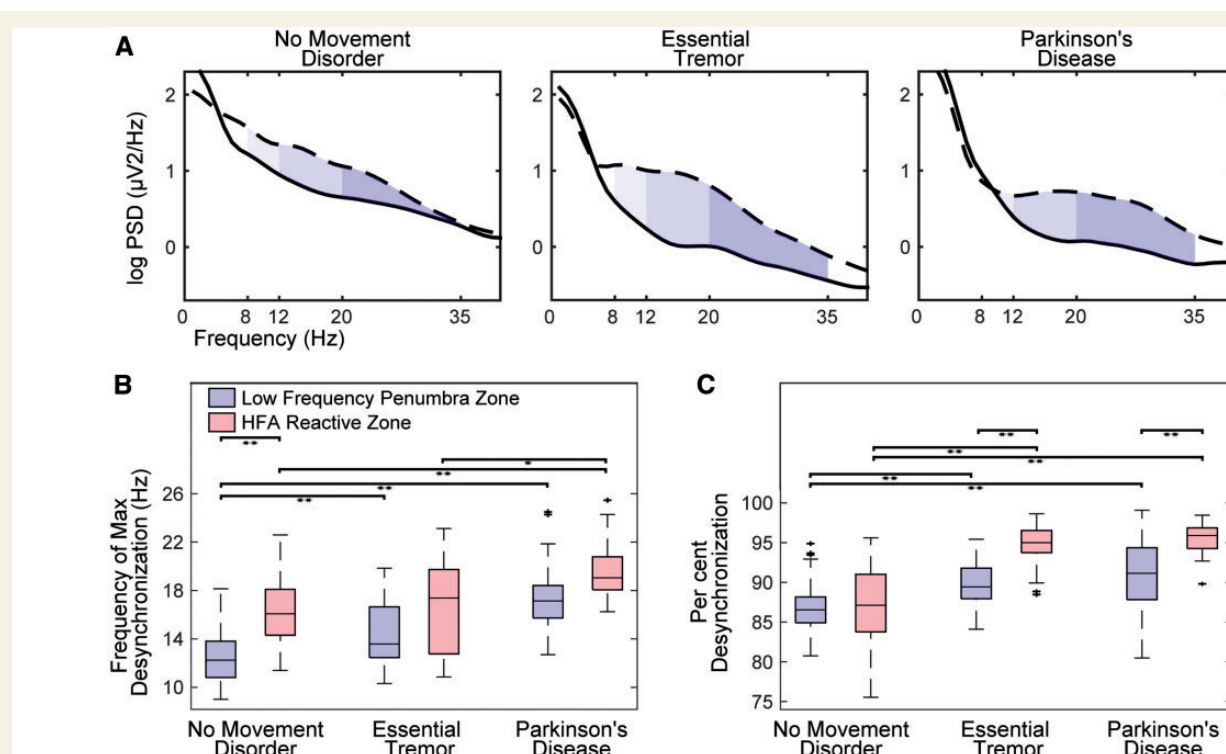 A
No Movement
Disorder
Essential
Tremor
Parkinson's
Disease
log PSD (µV2/Hz)
2
1
0
2
1
0
2
1
0
0 8 12 20 35
0 8 12 20 35
0 8 12 20 35
Frequency (Hz)
B
Low Frequency Penumbra Zone
HFA Reactive Zone
Frequency of Max
Desynchronization (Hz)
26
22
18
14
10
**
*
**
**
**
No Movement
Disorder
Essential
Tremor
Parkinson's
Disease
C
Per cent
Desynchronization
100
95
90
85
80
75
**
**
**
**
**
**
No Movement
Disorder
Essential
Tremor
Parkinson's
Disease